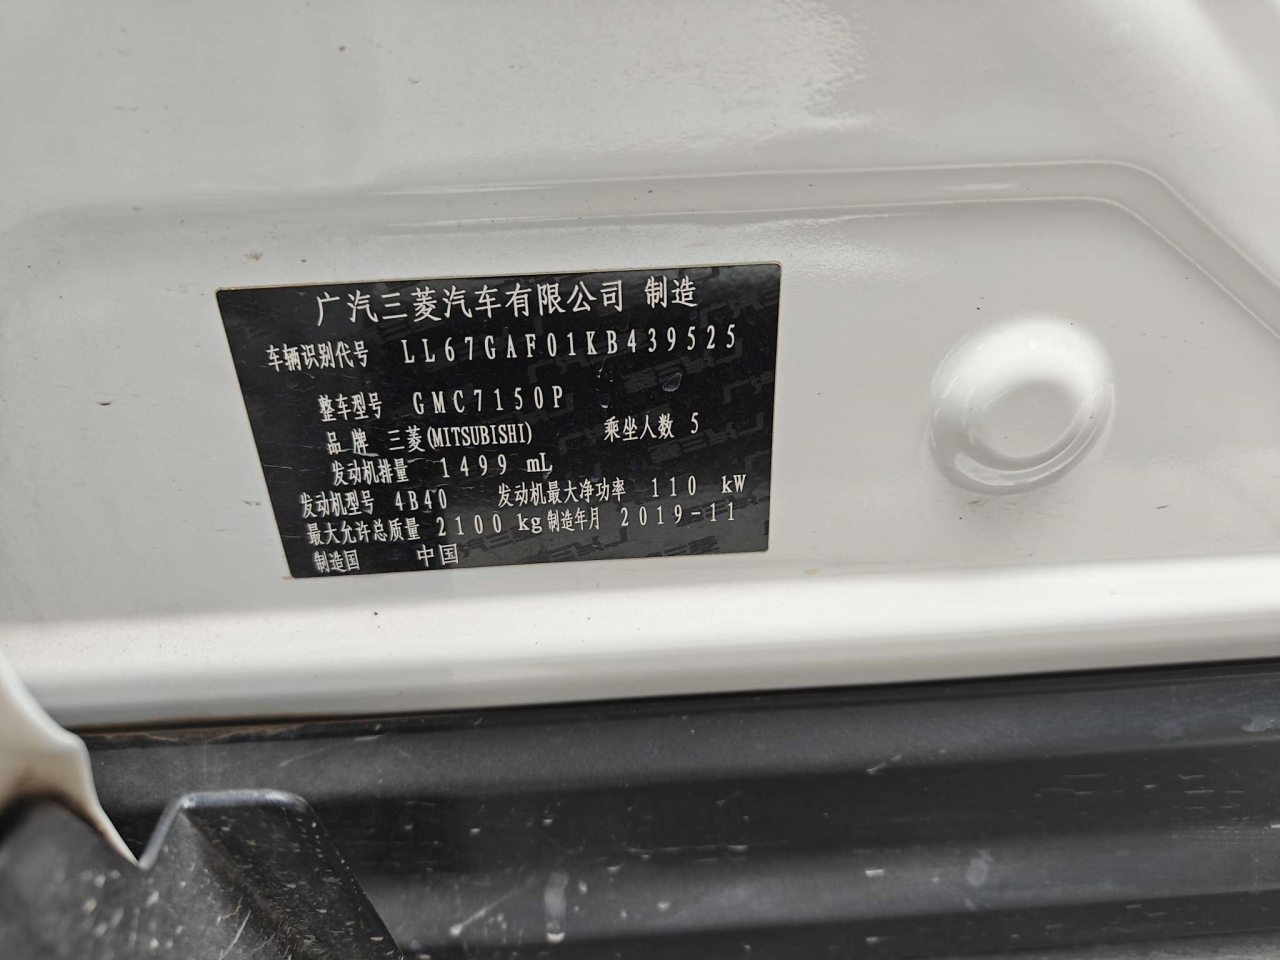 广汽三菱汽车有限公司 制造
车辆识别代号 LL67GAF01KB439525
整车型号 GMC7150P
品牌 三菱(MITSUBISHI) 乘坐人数 5
发动机排量 1499 mL
发动机型号 4B40 发动机最大净功率 110 kW
最大允许总质量 2100 kg 制造年月 2019-11
制造国 中国